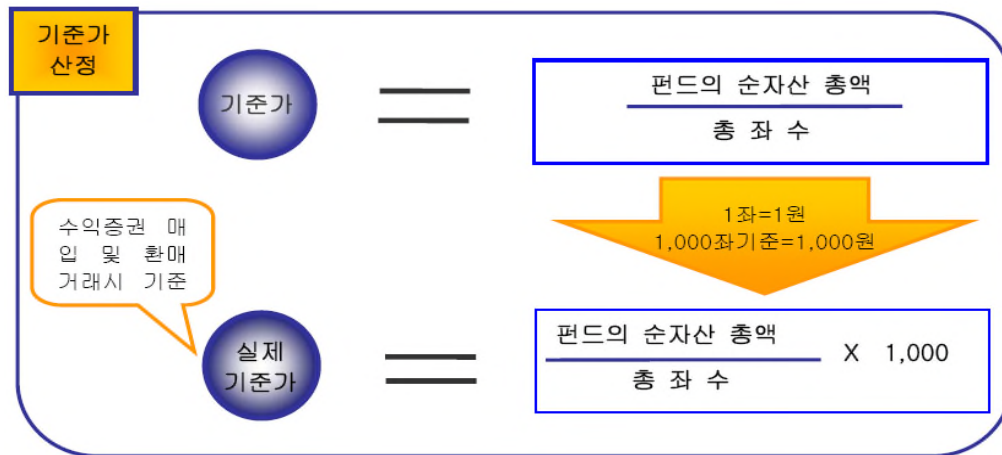 기준가
산정
기준가
펀드의 순자산 총액
총 좌 수
1좌=1원
1,000좌기준=1,000원
수익증권 매
입 및 환매
거래시 기준
실제
기준가
펀드의 순자산 총액
총 좌 수
X 1,000